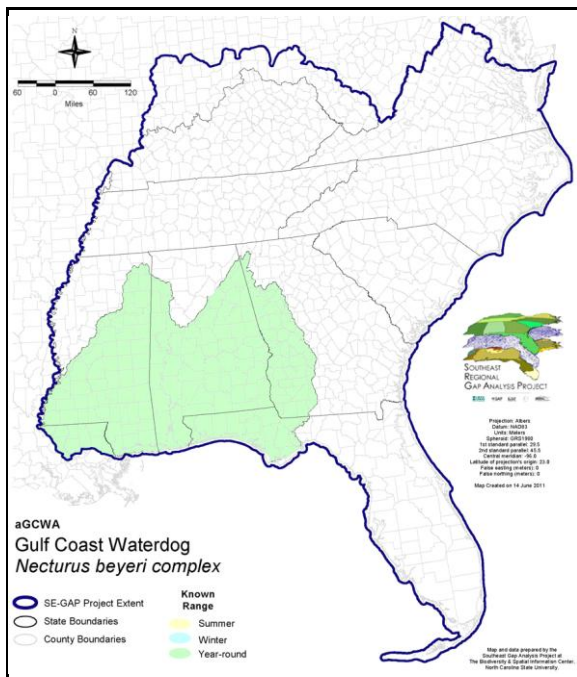 N
60 0 60 120
Miles
SOUTHEAST
REGIONAL
GAP ANALYSIS PROJECT
Projection: Albers
Datum: NAD83
Units: Meters
Spheroid: GRS1980
1st standard parallel: 29.5
2nd standard parallel: 45.5
Central meridian: -96.0
Latitude of projection's origin: 23.0
False easting (meters): 0
False northing (meters): 0
Map Created on 14 June 2011
aGCWA
Gulf Coast Waterdog
Necturus beyeri complex
SE-GAP Project Extent
State Boundaries
County Boundaries
Known
Range
Summer
Winter
Year-round
Map and data prepared by the
Southeast Gap Analysis Project at
The Biodiversity & Spatial Information Center,
North Carolina State University.